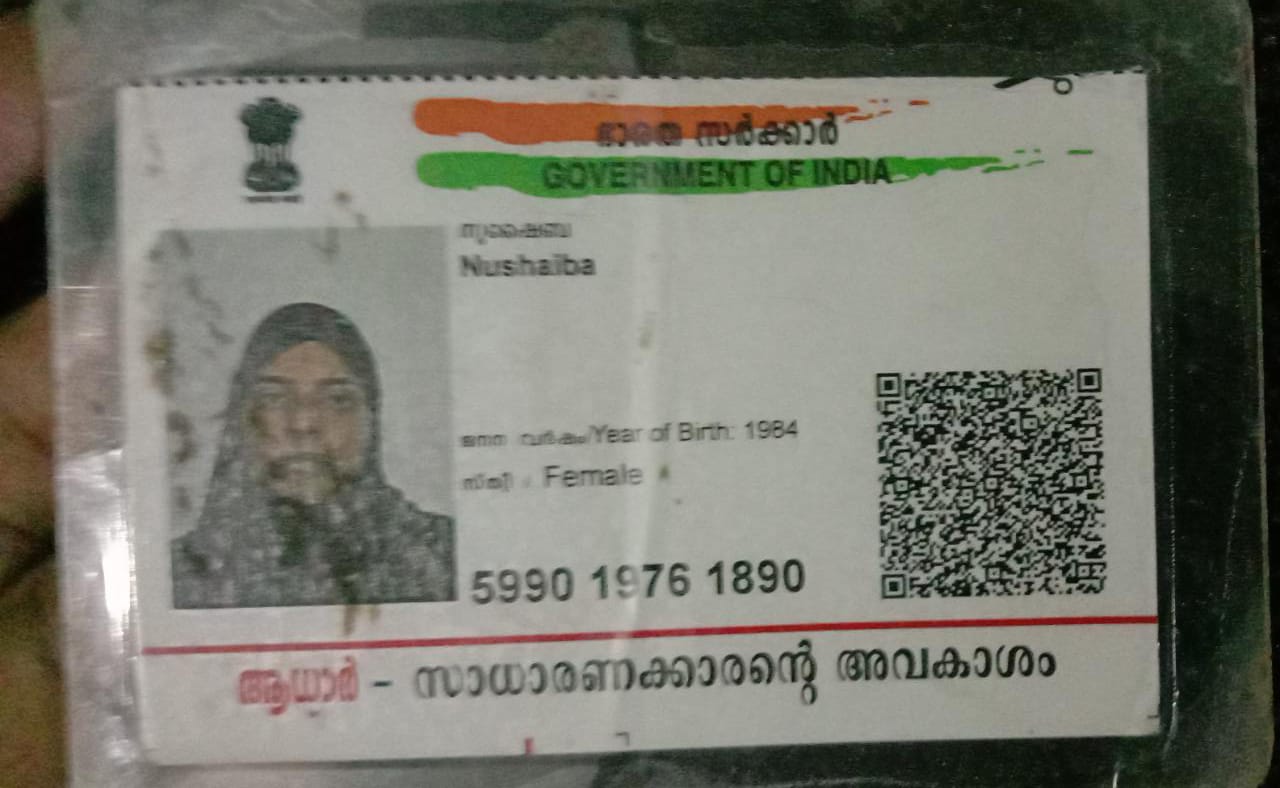 ഭാരത സർക്കാർ
GOVERNMENT OF INDIA
നുഷൈബ
Nushaiba
ജനന വർഷം/Year of Birth: 1984
സ്ത്രീ / Female
5990 1976 1890
ആധാർ - സാധാരണക്കാരന്റെ അവകാശം